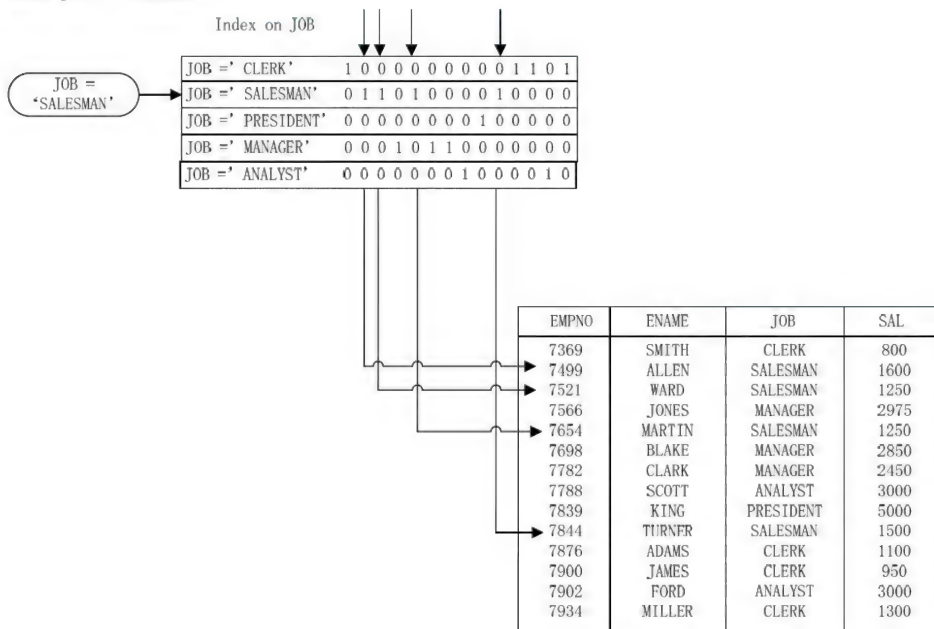 Index on JOB
JOB =
‘SALESMAN’
JOB =’ CLERK’ 1 0 0 0 0 0 0 0 0 0 1 1 0 1
JOB =’ SALESMAN’ 0 1 1 0 1 0 0 0 0 1 0 0 0 0
JOB =’ PRESIDENT’ 0 0 0 0 0 0 0 0 1 0 0 0 0 0
JOB =’ MANAGER’ 0 0 0 1 0 1 1 0 0 0 0 0 0 0
JOB =’ ANALYST’ 0 0 0 0 0 0 0 1 0 0 0 0 1 0
EMPNO ENAME JOB SAL
7369 SMITH CLERK 800
7499 ALLEN SALESMAN 1600
7521 WARD SALESMAN 1250
7566 JONES MANAGER 2975
7654 MARTIN SALESMAN 1250
7698 BLAKE MANAGER 2850
7782 CLARK MANAGER 2450
7788 SCOTT ANALYST 3000
7839 KING PRESIDENT 5000
7844 TURNER SALESMAN 1500
7876 ADAMS CLERK 1100
7900 JAMES CLERK 950
7902 FORD ANALYST 3000
7934 MILLER CLERK 1300